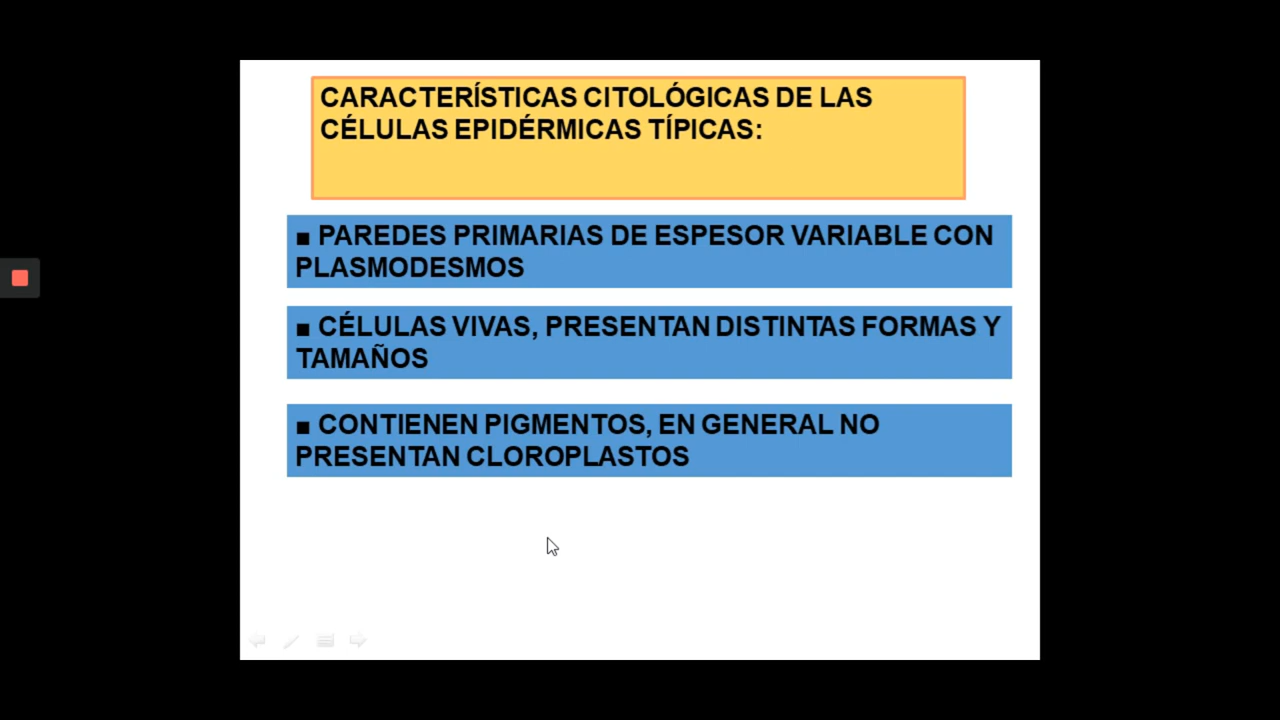 CARACTERÍSTICAS CITOLÓGICAS DE LAS
CÉLULAS EPIDÉRMICAS TÍPICAS:
■ PAREDES PRIMARIAS DE ESPESOR VARIABLE CON
PLASMODESMOS
■ CÉLULAS VIVAS, PRESENTAN DISTINTAS FORMAS Y
TAMAÑOS
■ CONTIENEN PIGMENTOS, EN GENERAL NO
PRESENTAN CLOROPLASTOS